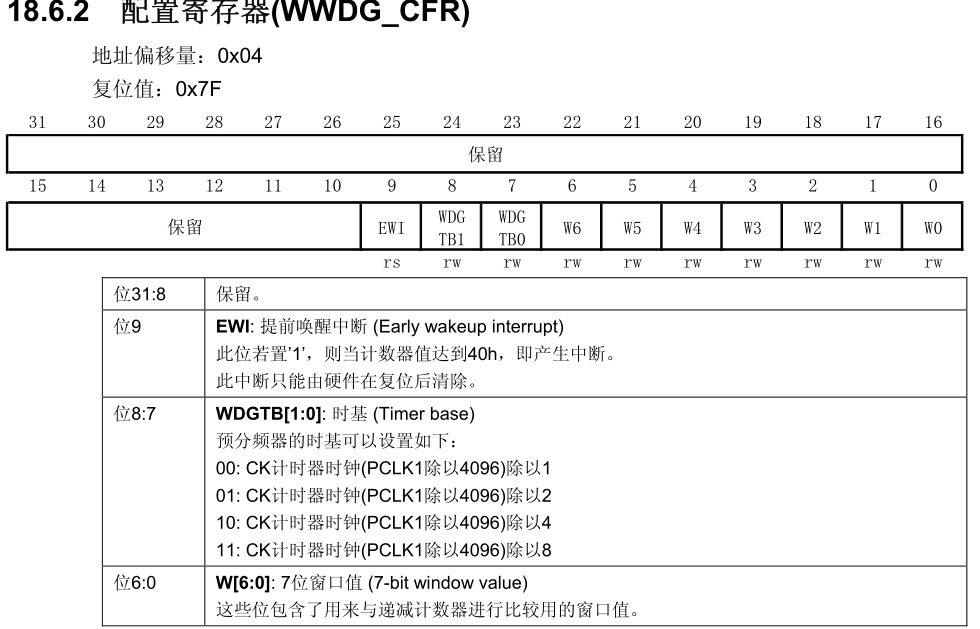 18.6.2 配置寄存器(WWDG_CFR)
地址偏移量：0x04
复位值：0x7F
31 30 29 28 27 26 25 24 23 22 21 20 19 18 17 16
保留
15 14 13 12 11 10 9 8 7 6 5 4 3 2 1 0
保留 EWI WDG TB1 WDG TB0 W6 W5 W4 W3 W2 W1 W0
rs rw rw rw rw rw rw rw rw rw
位31:8 保留。
位9 EWI: 提前唤醒中断 (Early wakeup interrupt)
此位若置'1'，则当计数器值达到40h，即产生中断。
此中断只能由硬件在复位后清除。
位8:7 WDGTB[1:0]: 时基 (Timer base)
预分频器的时基可以设置如下：
00: CK计时器时钟(PCLK1除以4096)除以1
01: CK计时器时钟(PCLK1除以4096)除以2
10: CK计时器时钟(PCLK1除以4096)除以4
11: CK计时器时钟(PCLK1除以4096)除以8
位6:0 W[6:0]: 7位窗口值 (7-bit window value)
这些位包含了用来与递减计数器进行比较用的窗口值。